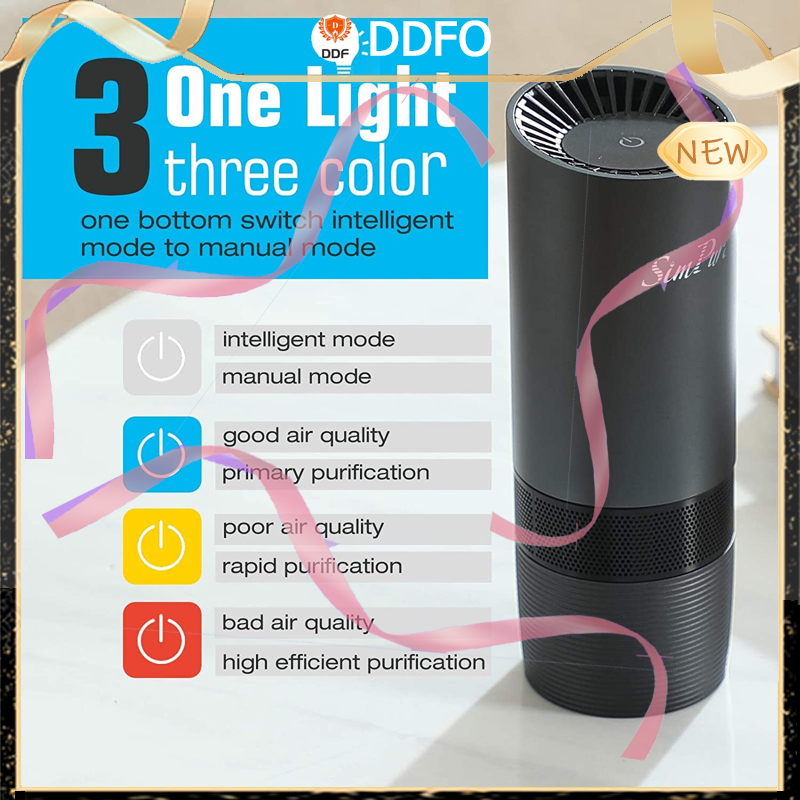 DDF
DDFO
3 One Light
three color
one bottom switch intelligent
mode to manual mode
NEW
intelligent mode
manual mode
good air quality
primary purification
poor air quality
rapid purification
bad air quality
high efficient purification